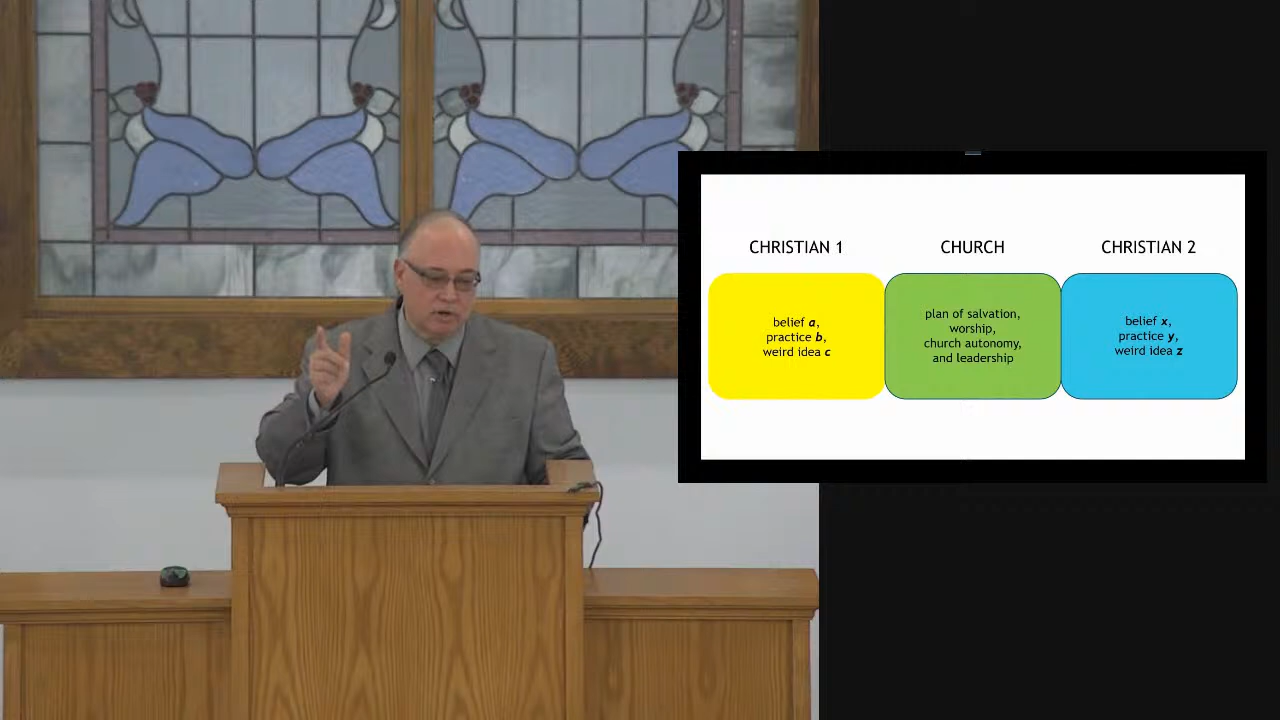 CHRISTIAN 1
CHURCH
CHRISTIAN 2
belief a,
practice b,
weird idea c
plan of salvation,
worship,
church autonomy,
and leadership
belief x,
practice y,
weird idea z